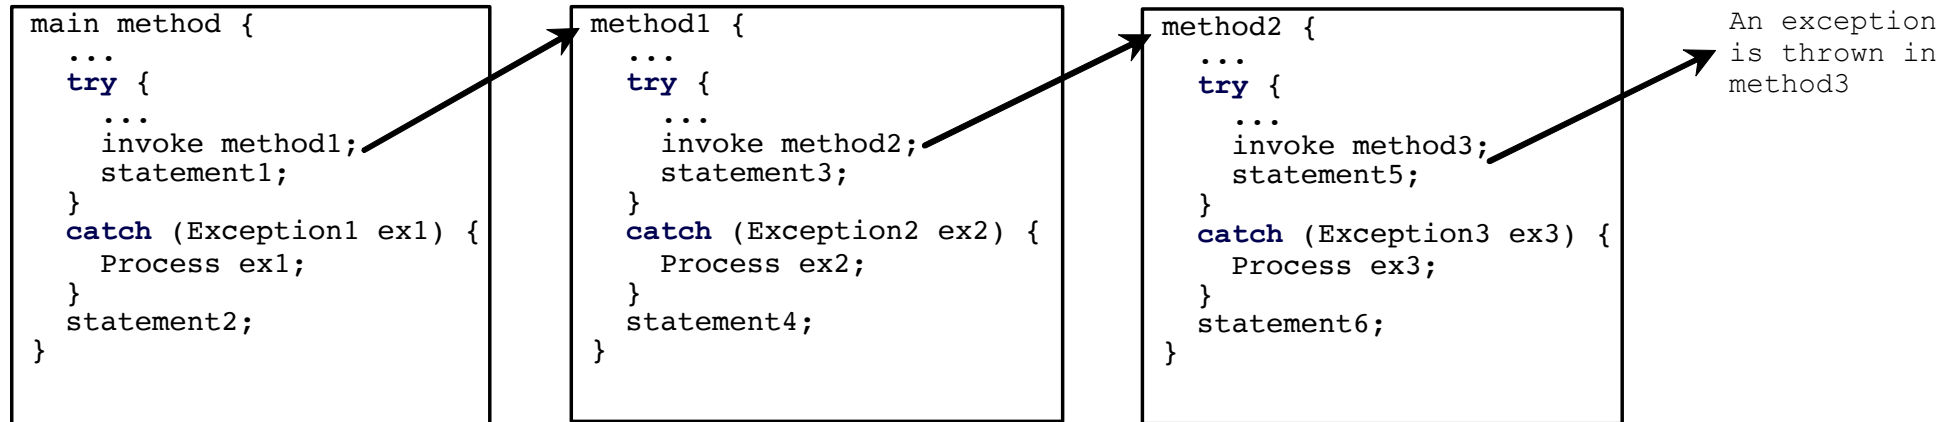 main method {
  ...
  try {
    ...
    invoke method1;
    statement1;
  }
  catch (Exception1 ex1) {
    Process ex1;
  }
  statement2;
}
method1 {
  ...
  try {
    ...
    invoke method2;
    statement3;
  }
  catch (Exception2 ex2) {
    Process ex2;
  }
  statement4;
}
method2 {
  ...
  try {
    ...
    invoke method3;
    statement5;
  }
  catch (Exception3 ex3) {
    Process ex3;
  }
  statement6;
}
An exception
is thrown in
method3